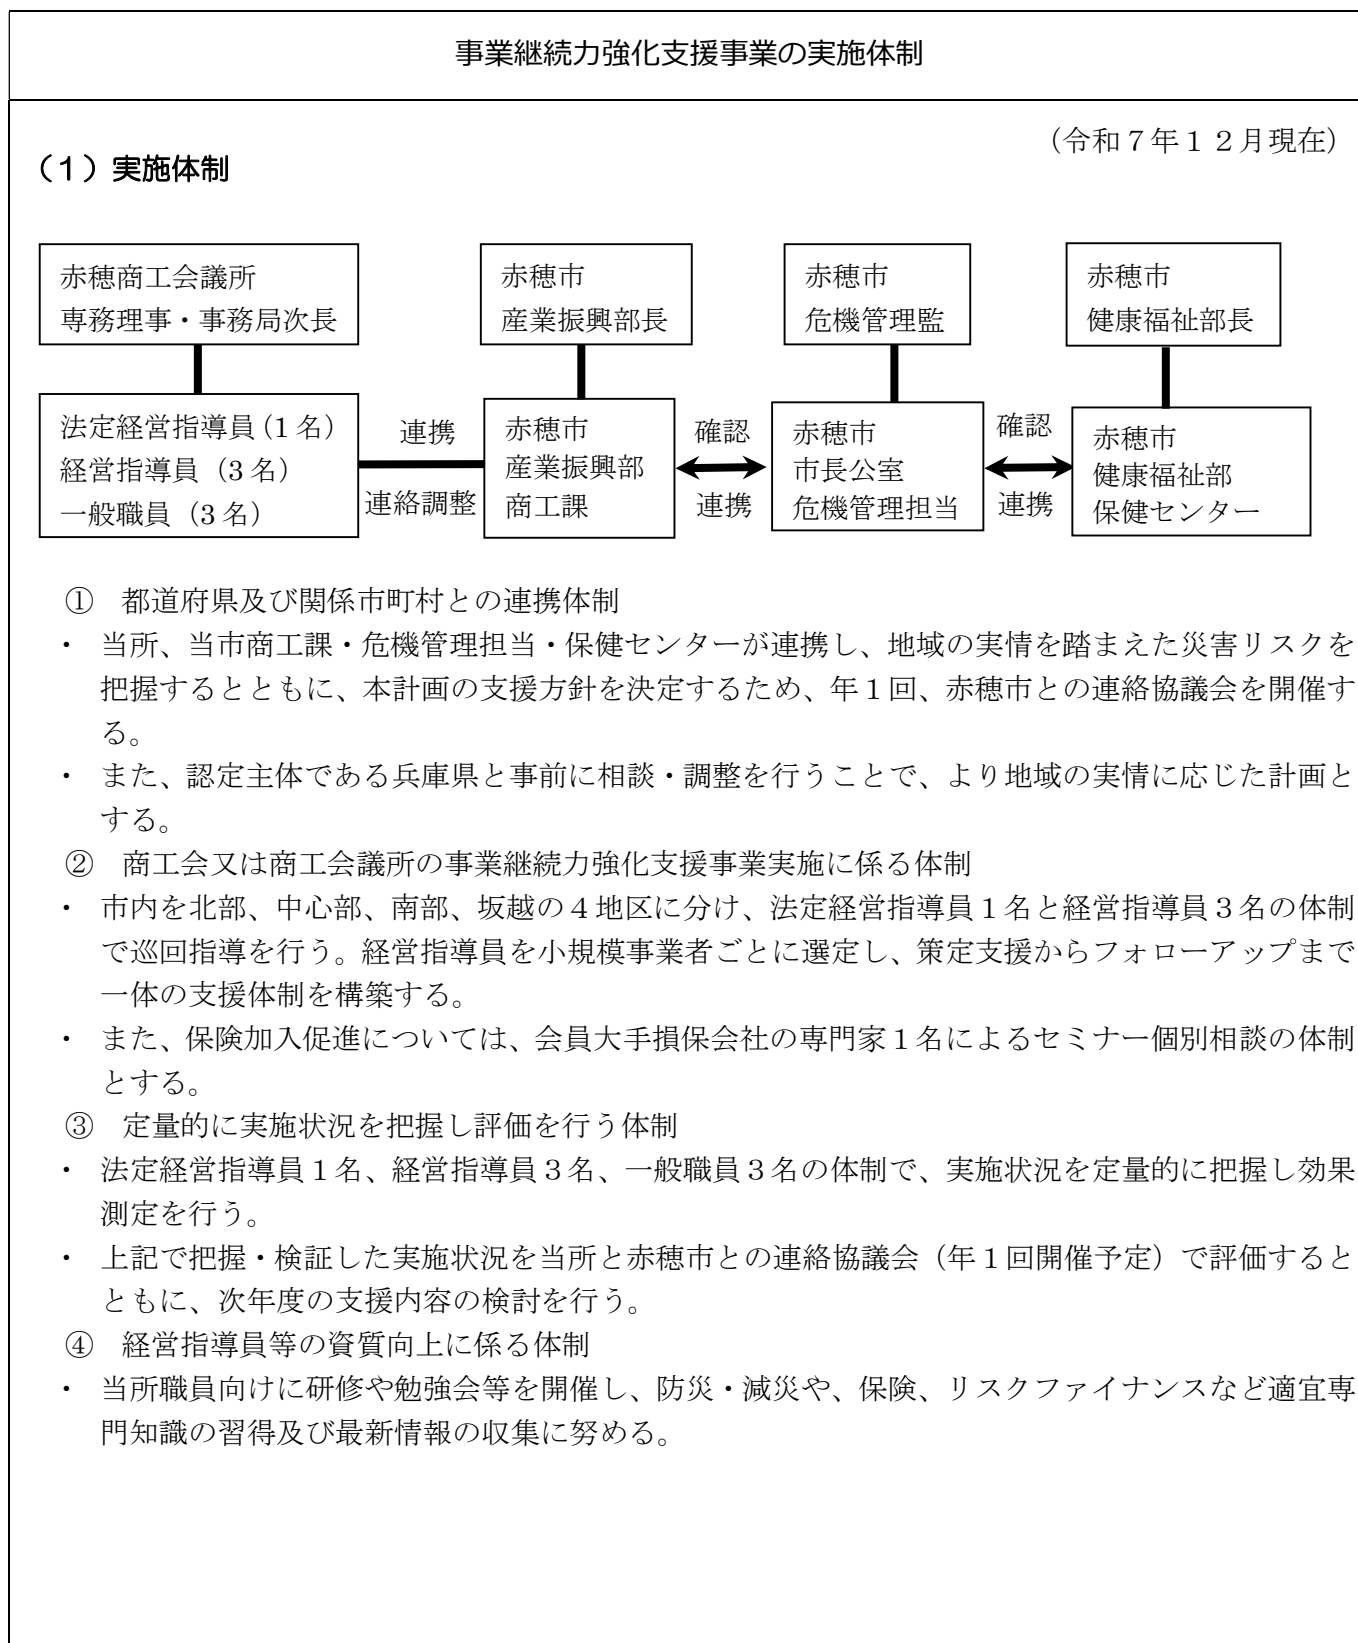 事業継続力強化支援事業の実施体制
（令和７年１２月現在）
（１）実施体制
赤穂商工会議所
専務理事・事務局次長
赤穂市
産業振興部長
赤穂市
危機管理監
赤穂市
健康福祉部長
法定経営指導員（1名）
経営指導員（3名）
一般職員（3名）
連携
連絡調整
赤穂市
産業振興部
商工課
確認
連携
赤穂市
市長公室
危機管理担当
確認
連携
赤穂市
健康福祉部
保健センター
①　都道府県及び関係市町村との連携体制
・ 当所、当市商工課・危機管理担当・保健センターが連携し、地域の実情を踏まえた災害リスクを
把握するとともに、本計画の支援方針を決定するため、年１回、赤穂市との連絡協議会を開催す
る。
・ また、認定主体である兵庫県と事前に相談・調整を行うことで、より地域の実情に応じた計画と
する。
②　商工会又は商工会議所の事業継続力強化支援事業実施に係る体制
・ 市内を北部、中心部、南部、坂越の４地区に分け、法定経営指導員１名と経営指導員３名の体制
で巡回指導を行う。経営指導員を小規模事業者ごとに選定し、策定支援からフォローアップまで
一体の支援体制を構築する。
・ また、保険加入促進については、会員大手損保会社の専門家１名によるセミナー個別相談の体制
とする。
③　定量的に実施状況を把握し評価を行う体制
・ 法定経営指導員１名、経営指導員３名、一般職員３名の体制で、実施状況を定量的に把握し効果
測定を行う。
・ 上記で把握・検証した実施状況を当所と赤穂市との連絡協議会（年１回開催予定）で評価すると
ともに、次年度の支援内容の検討を行う。
④　経営指導員等の資質向上に係る体制
・ 当所職員向けに研修や勉強会等を開催し、防災・減災や、保険、リスクファイナンスなど適宜専
門知識の習得及び最新情報の収集に努める。